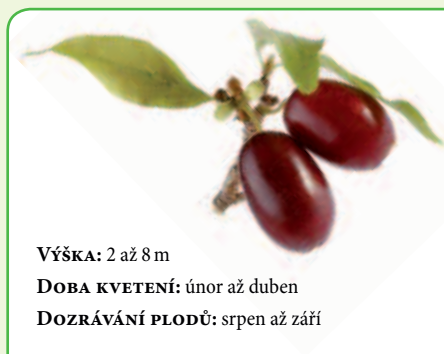 Výška: 2 až 8 m
Doba kvetení: únor až duben
Dozrávání plodů: srpen až září